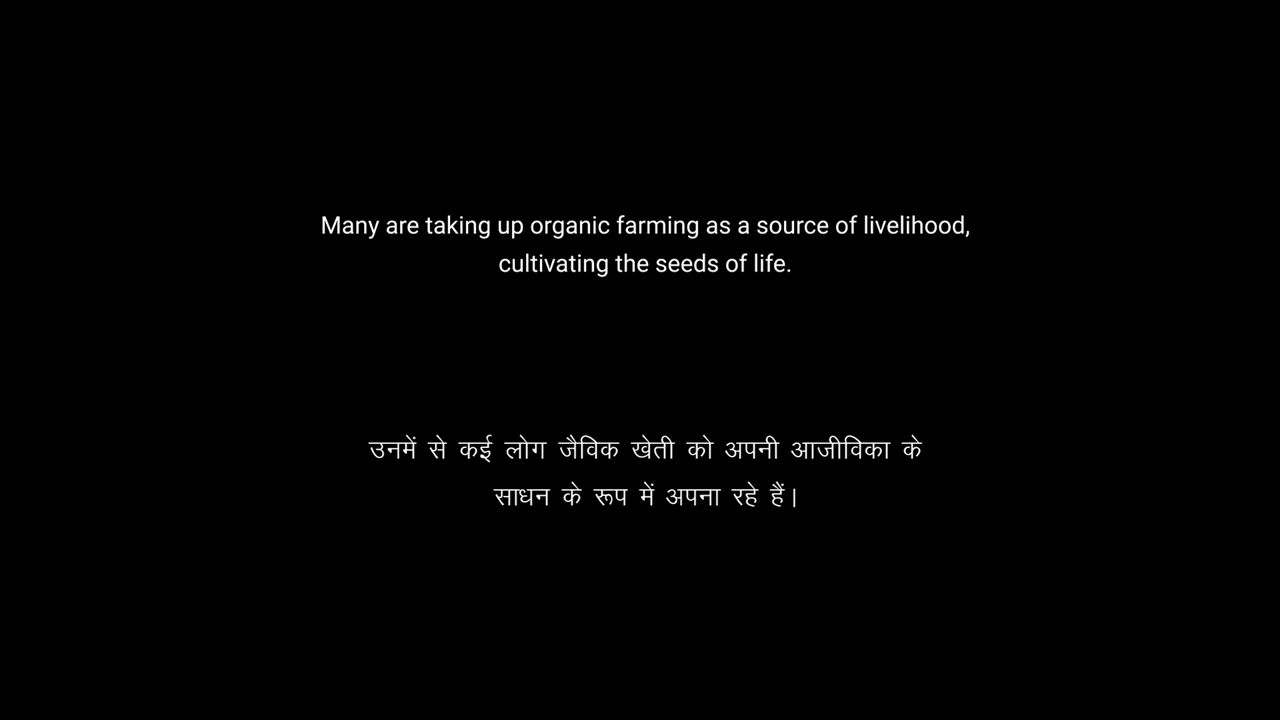 Many are taking up organic farming as a source of livelihood,
cultivating the seeds of life.
उनमें से कई लोग जैविक खेती को अपनी आजीविका के
साधन के रूप में अपना रहे हैं।